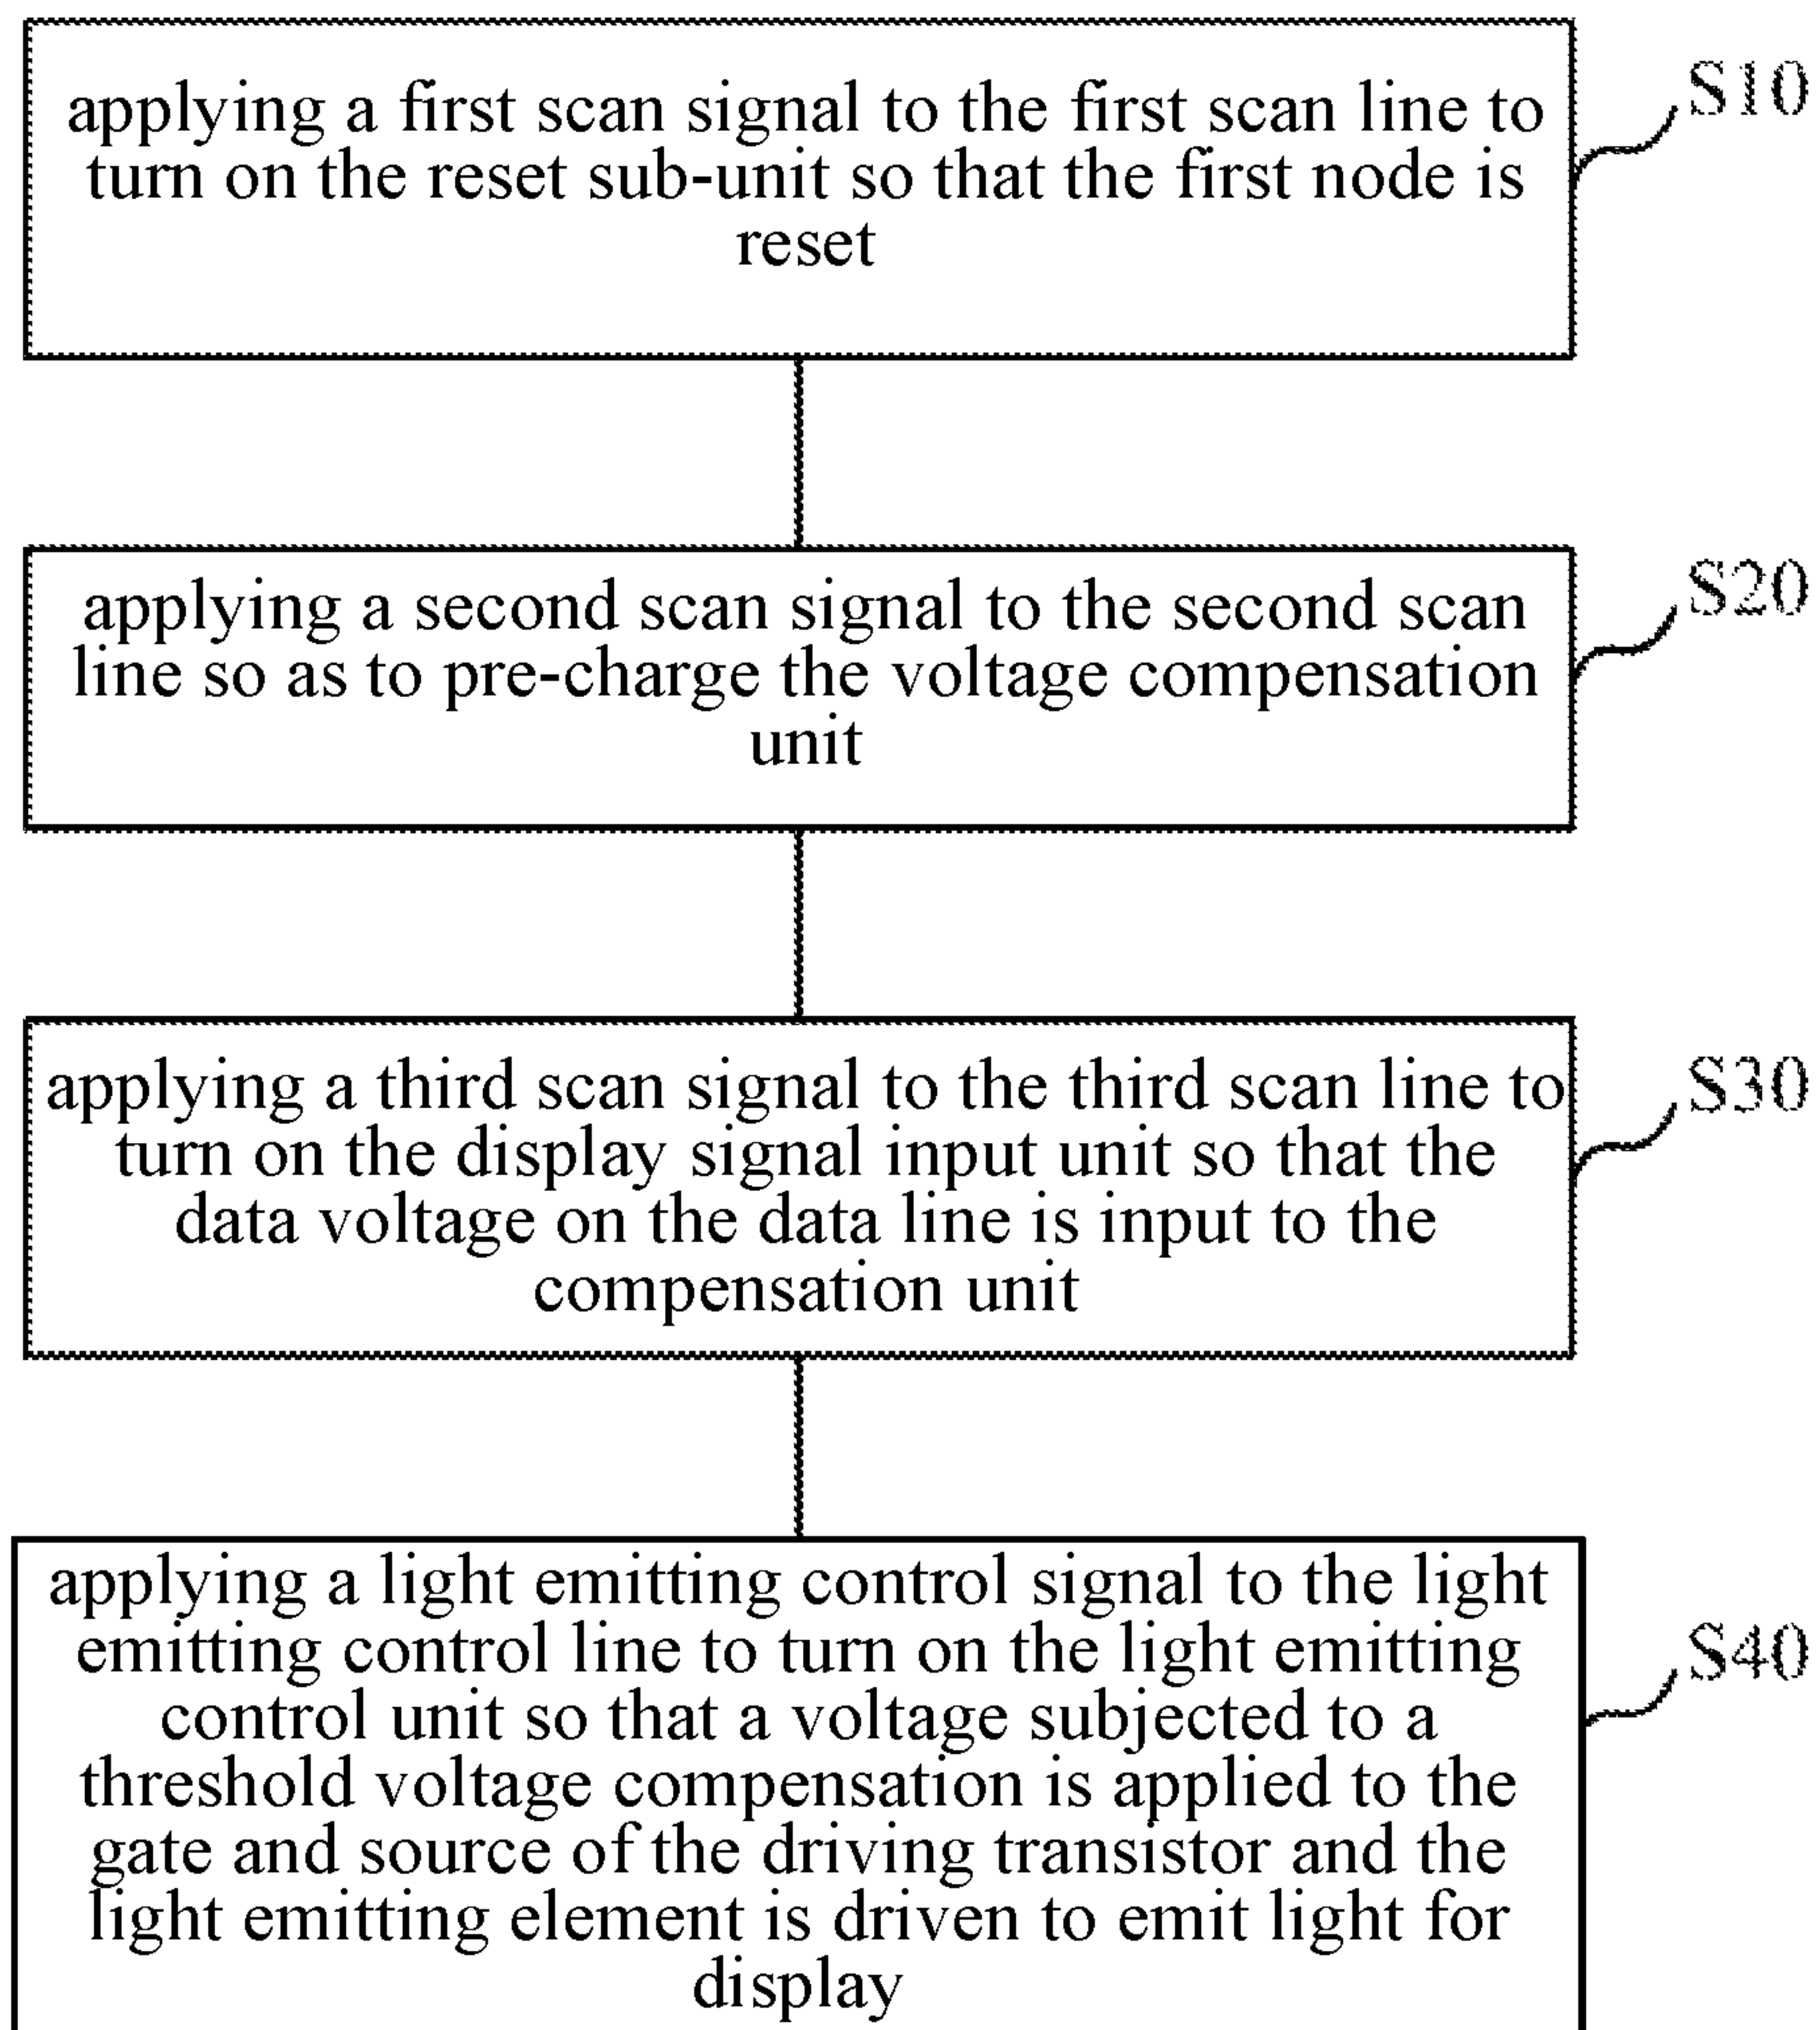 applying a first scan signal to the first scan line to
turn on the reset sub-unit so that the first node is
reset
S10
applying a second scan signal to the second scan
line so as to pre-charge the voltage compensation
unit
S20
applying a third scan signal to the third scan line to
turn on the display signal input unit so that the
data voltage on the data line is input to the
compensation unit
S30
applying a light emitting control signal to the light
emitting control line to turn on the light emitting
control unit so that a voltage subjected to a
threshold voltage compensation is applied to the
gate and source of the driving transistor and the
light emitting element is driven to emit light for
display
S40